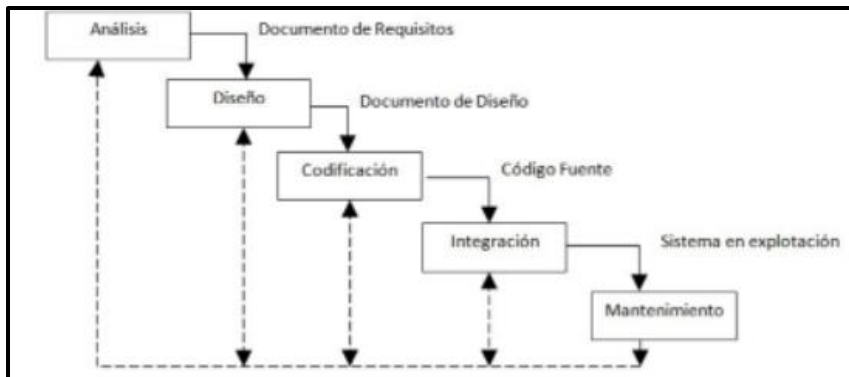 Análisis
Documento de Requisitos
Diseño
Documento de Diseño
Codificación
Código Fuente
Integración
Sistema en explotación
Mantenimiento